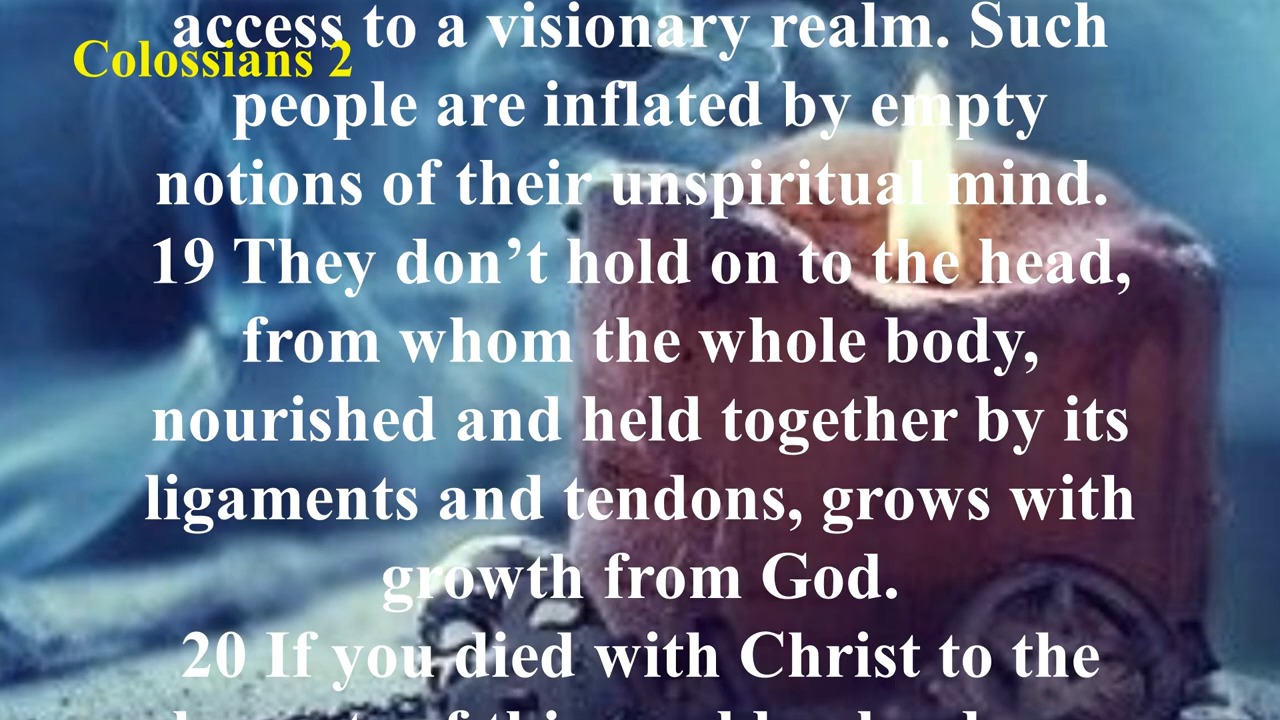 access to a visionary realm. Such
Colossians 2
people are inflated by empty
notions of their unspiritual mind.
19 They don’t hold on to the head,
from whom the whole body,
nourished and held together by its
ligaments and tendons, grows with
growth from God.
20 If you died with Christ to the